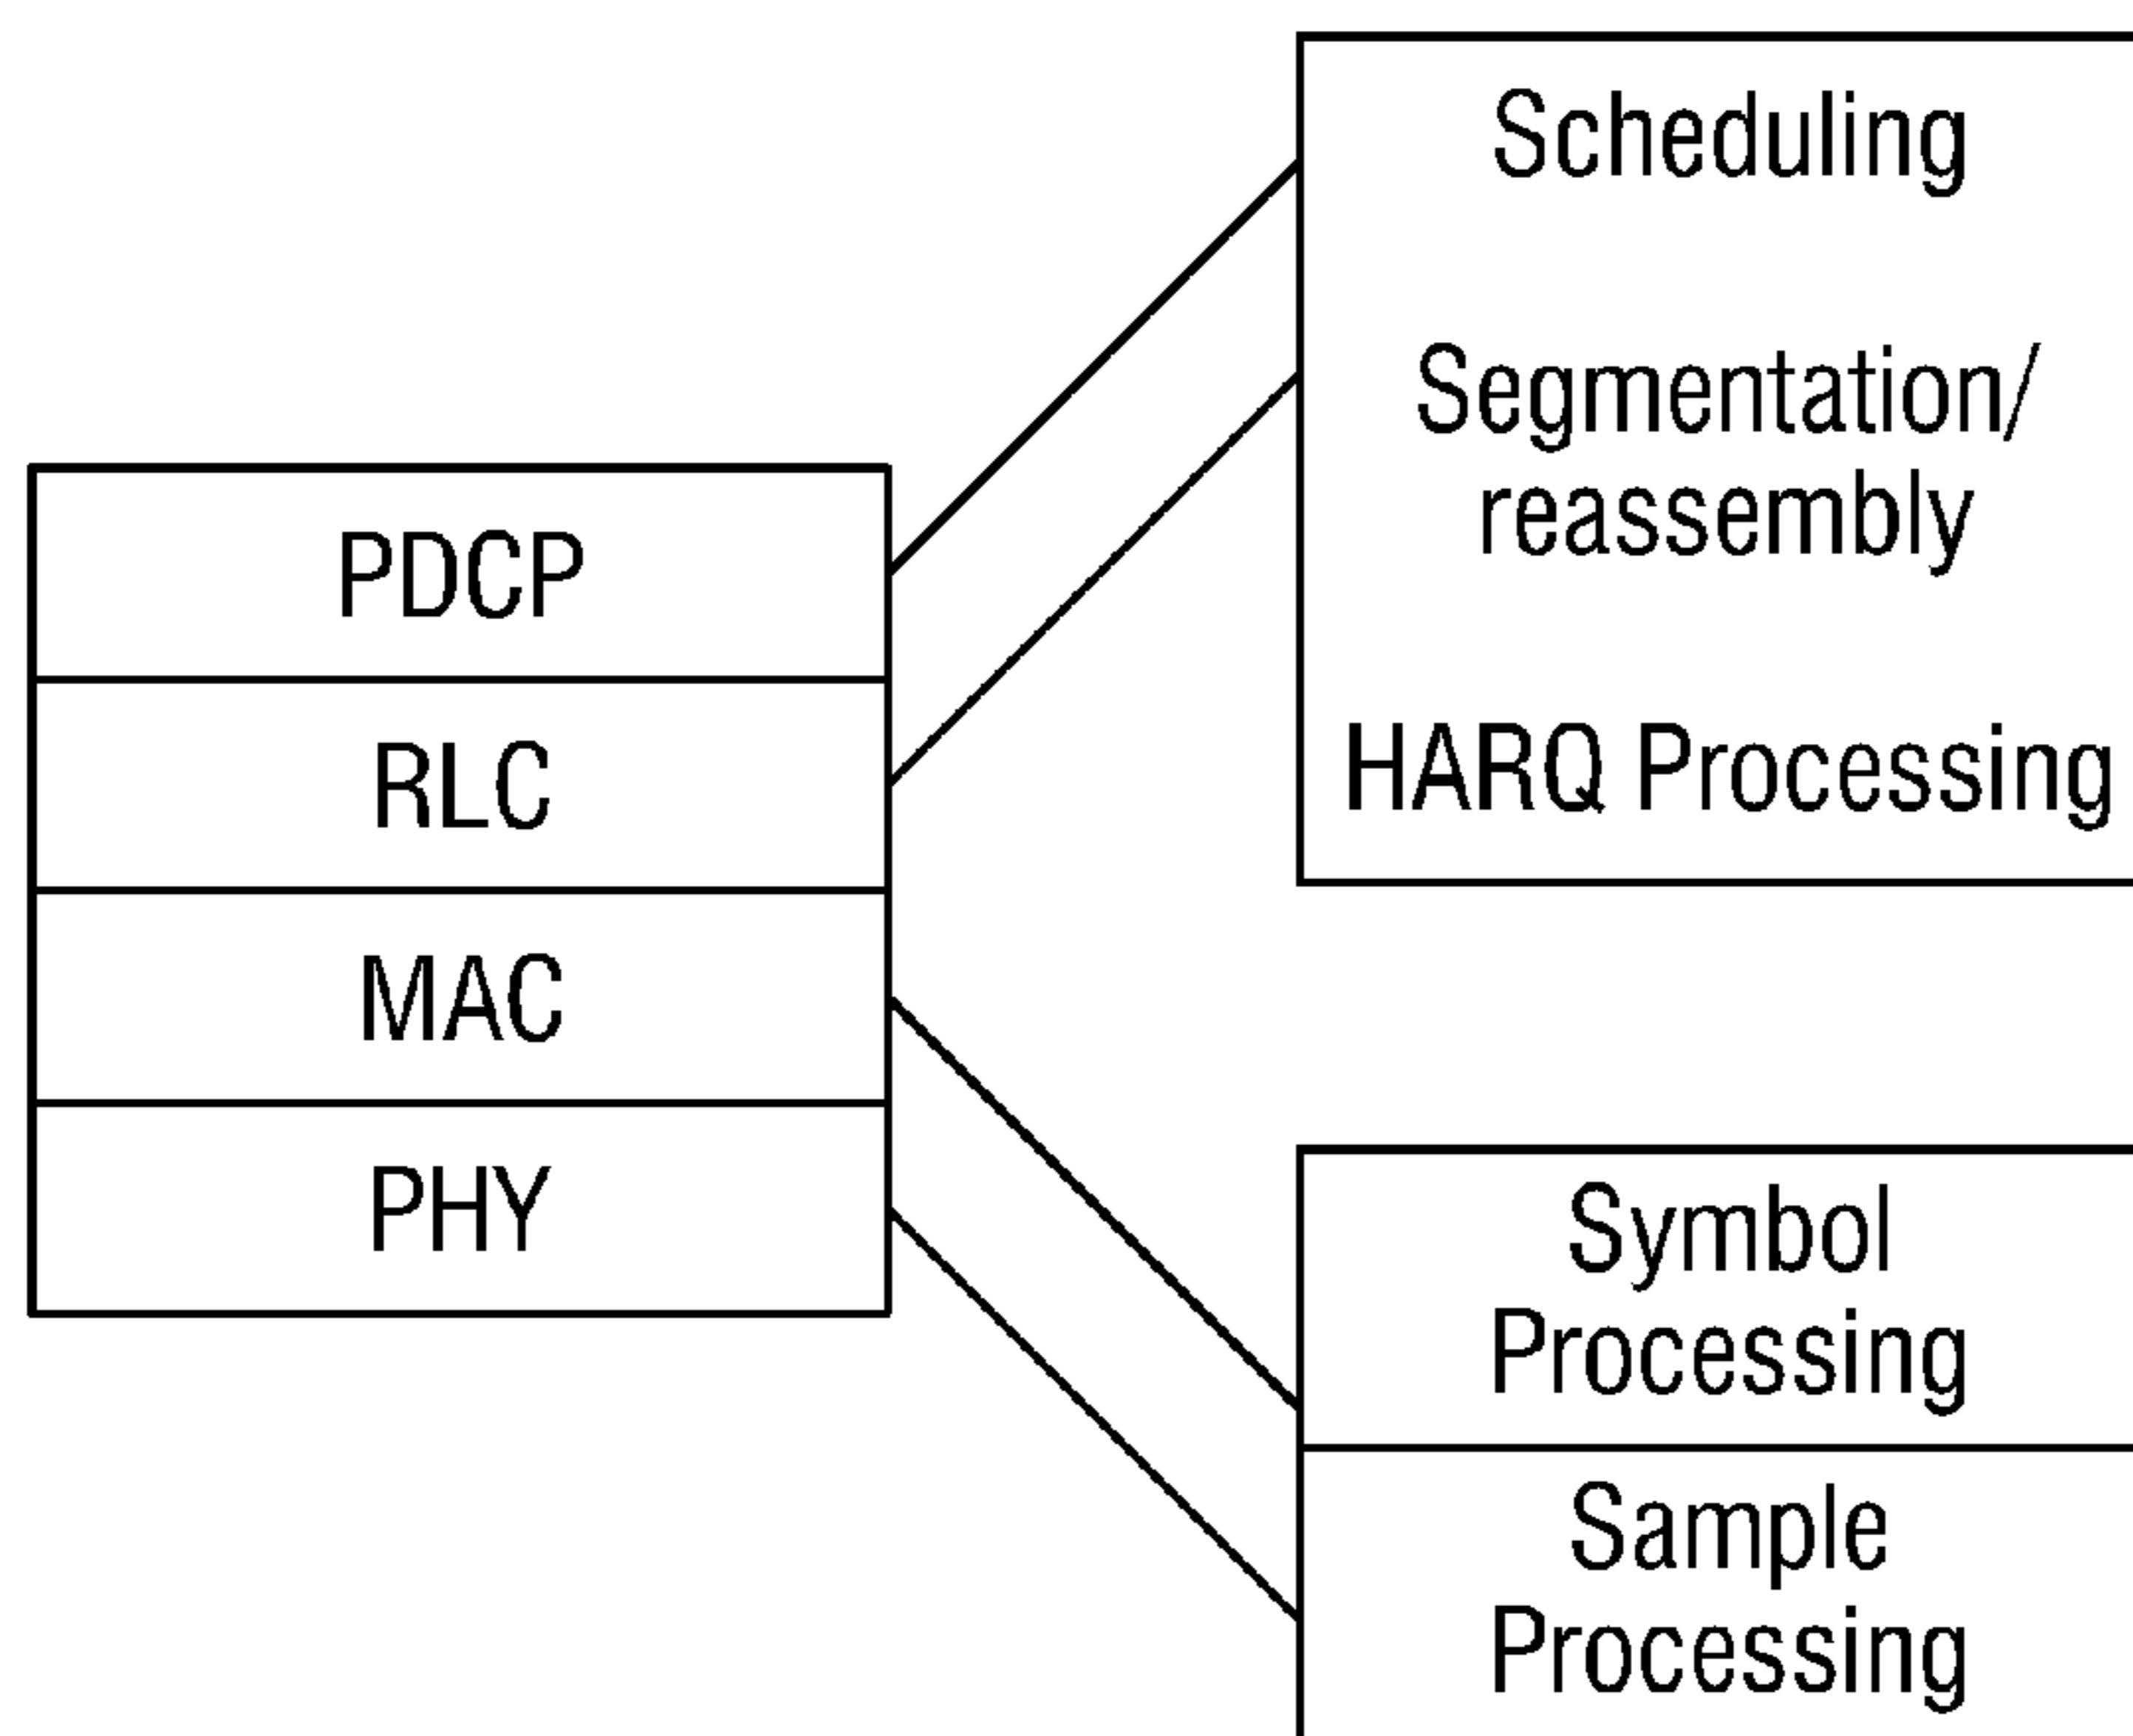 PDCP
RLC
MAC
PHY
Scheduling
Segmentation/
reassembly
HARQ Processing
Symbol
Processing
Sample
Processing